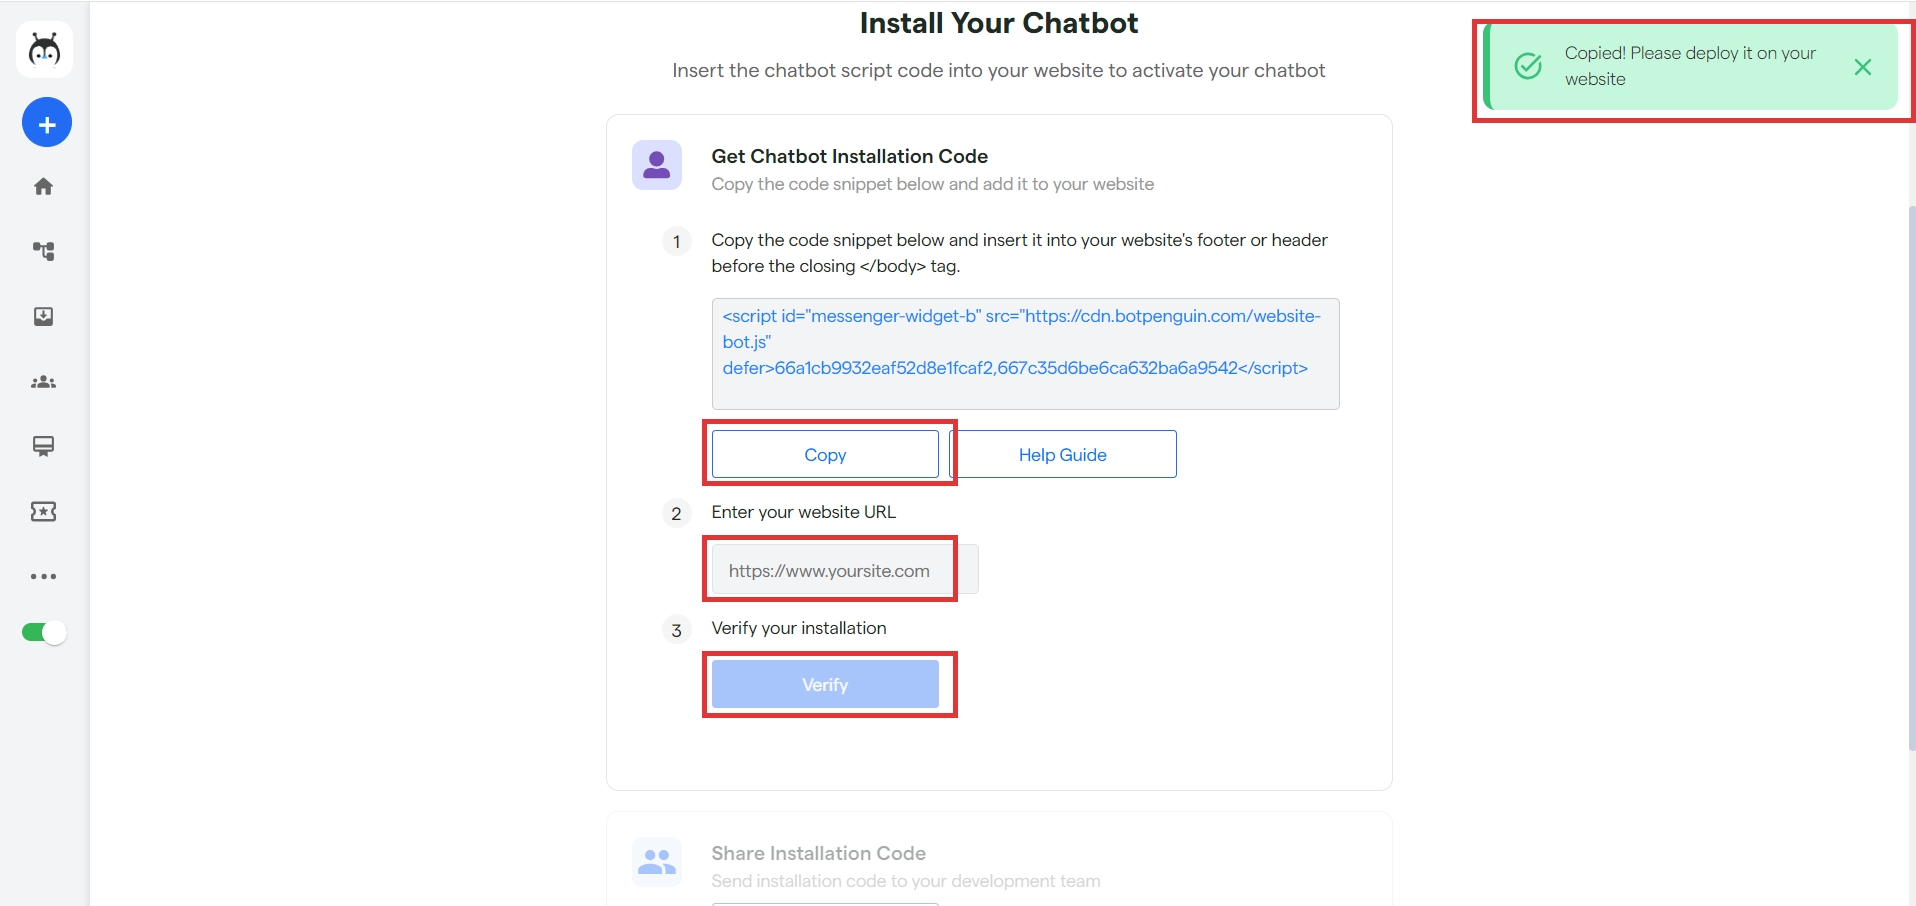 Install Your Chatbot
Insert the chatbot script code into your website to activate your chatbot
Copied! Please deploy it on your
website
Get Chatbot Installation Code
Copy the code snippet below and add it to your website
1
Copy the code snippet below and insert it into your website's footer or header
before the closing </body> tag.
<script id="messenger-widget-b" src="https://cdn.botpenguin.com/website-
bot.js"
defer>66a1cb9932eaf52d8e1fcaf2,667c35d6be6ca632ba6a9542</script>
Copy
Help Guide
2
Enter your website URL
https://www.yoursite.com
3
Verify your installation
Verify
Share Installation Code
Send installation code to your development team